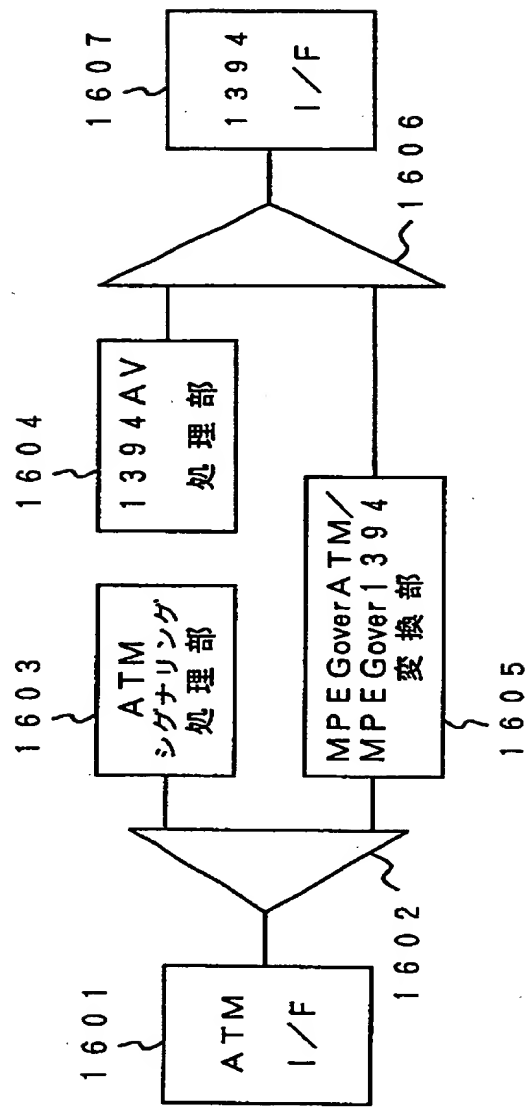 1601
ATM
I/F
1602
1603
ATM
シグナリング
処理部
1604
1394AV
処理部
1605
MPEGoverATM/
MPEGover1394
変換部
1606
1607
1394
I/F